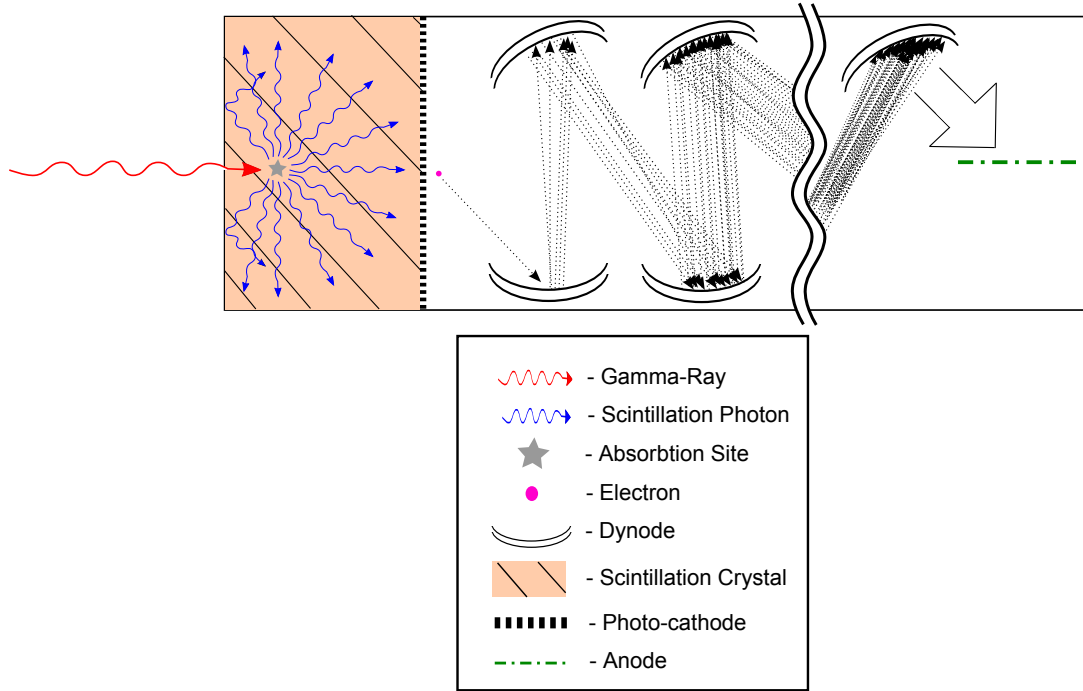 - Gamma-Ray
- Scintillation Photon
- Absorbtion Site
- Electron
- Dynode
- Scintillation Crystal
- Photo-cathode
- Anode